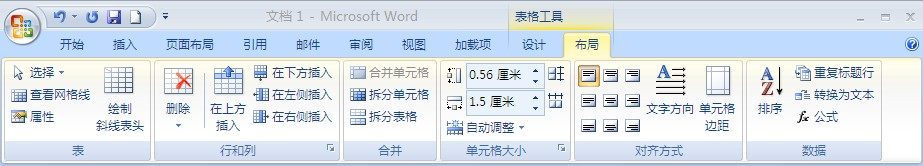 文档 1 - Microsoft Word
表格工具
开始 插入 页面布局 引用 邮件 审阅 视图 加载项 设计 布局
选择
查看网格线
属性
绘制
斜线表头
表
删除
在上方
插入
在下方插入
在左侧插入
在右侧插入
行和列
合并单元格
拆分单元格
拆分表格
合并
0.56 厘米
1.5 厘米
自动调整
单元格大小
文字方向
单元格
边距
对齐方式
排序
重复标题行
转换为文本
公式
数据